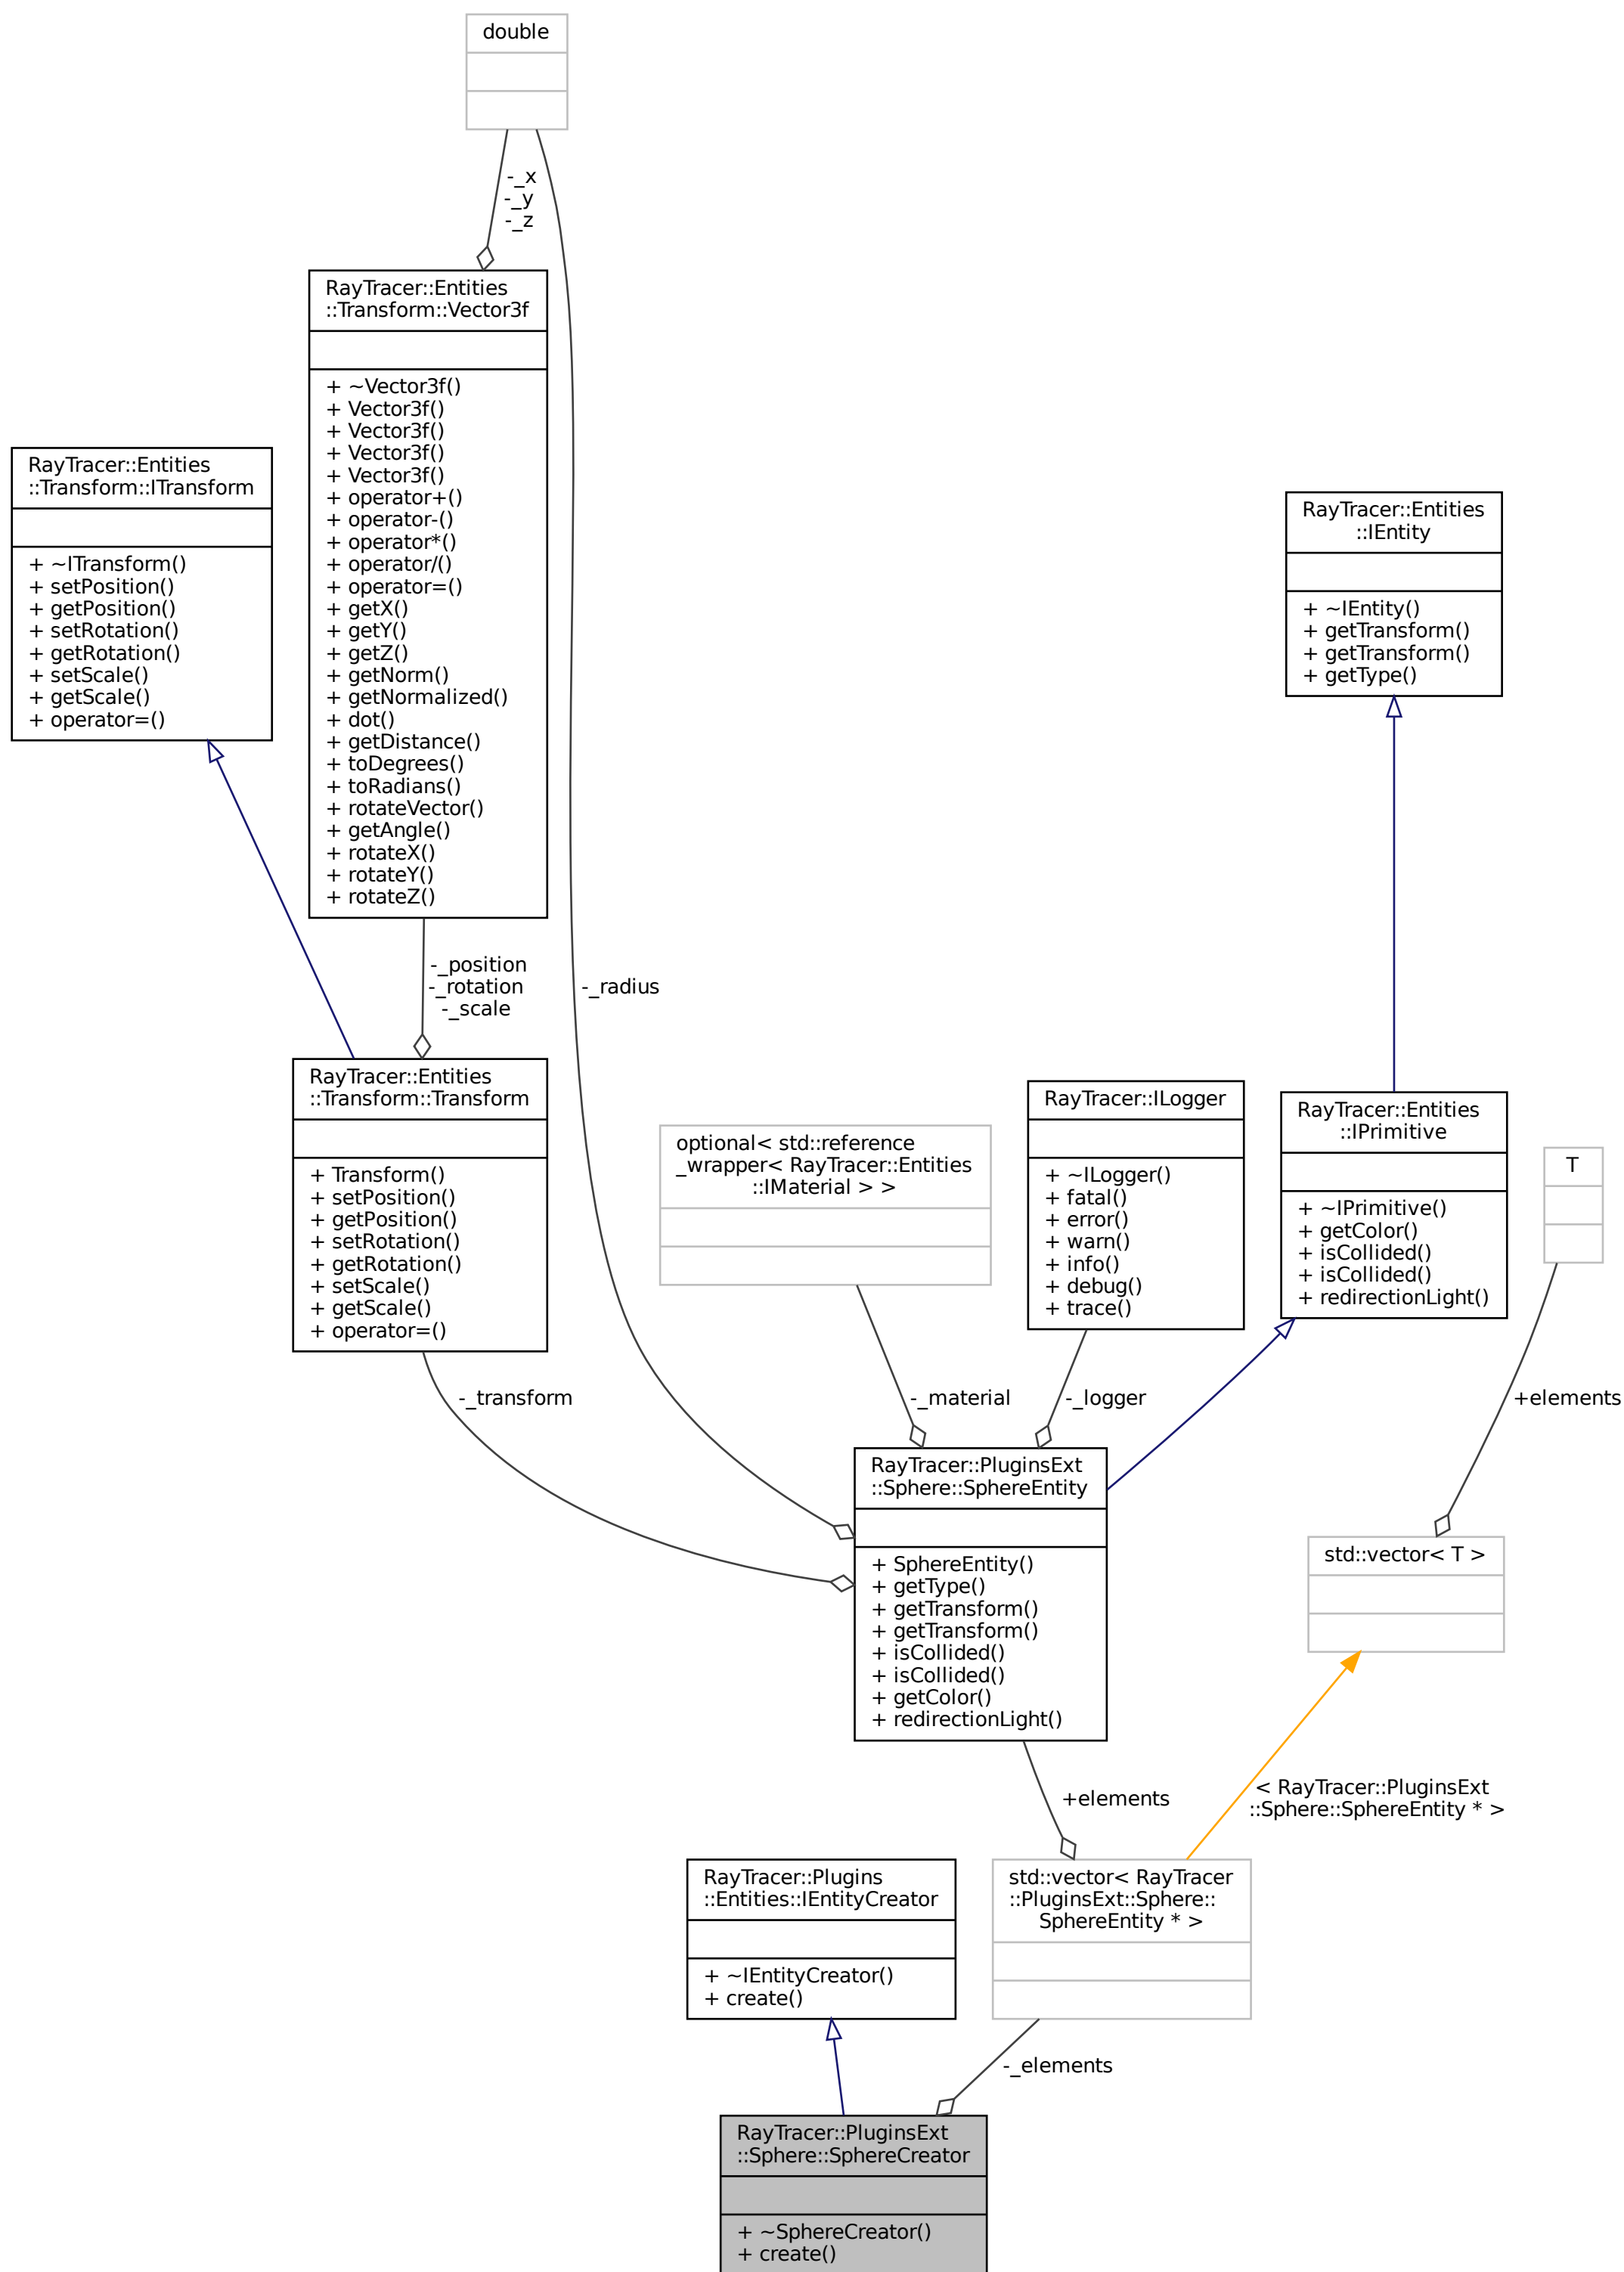 double
-_x
-_y
-_z
RayTracer::Entities
::Transform::Vector3f
+ ~Vector3f()
+ Vector3f()
+ Vector3f()
+ Vector3f()
+ Vector3f()
+ operator+()
+ operator-()
+ operator*()
+ operator/()
+ operator=()
+ getX()
+ getY()
+ getZ()
+ getNorm()
+ getNormalized()
+ dot()
+ getDistance()
+ toDegrees()
+ toRadians()
+ rotateVector()
+ getAngle()
+ rotateX()
+ rotateY()
+ rotateZ()
RayTracer::Entities
::Transform::ITransform
+ ~ITransform()
+ setPosition()
+ getPosition()
+ setRotation()
+ getRotation()
+ setScale()
+ getScale()
+ operator=()
RayTracer::Entities
::IEntity
+ ~IEntity()
+ getTransform()
+ getTransform()
+ getType()
-_position
-_rotation
-_scale
-_radius
RayTracer::Entities
::Transform::Transform
+ Transform()
+ setPosition()
+ getPosition()
+ setRotation()
+ getRotation()
+ setScale()
+ getScale()
+ operator=()
optional< std::reference
_wrapper< RayTracer::Entities
::IMaterial > >
RayTracer::ILogger
+ ~ILogger()
+ fatal()
+ error()
+ warn()
+ info()
+ debug()
+ trace()
RayTracer::Entities
::IPrimitive
+ ~IPrimitive()
+ getColor()
+ isCollided()
+ isCollided()
+ redirectionLight()
T
-_transform
-_material
-_logger
+elements
RayTracer::PluginsExt
::Sphere::SphereEntity
+ SphereEntity()
+ getType()
+ getTransform()
+ getTransform()
+ isCollided()
+ isCollided()
+ getColor()
+ redirectionLight()
std::vector< T >
+elements
< RayTracer::PluginsExt
::Sphere::SphereEntity * >
RayTracer::Plugins
::Entities::IEntityCreator
+ ~IEntityCreator()
+ create()
std::vector< RayTracer
::PluginsExt::Sphere::
SphereEntity * >
-_elements
RayTracer::PluginsExt
::Sphere::SphereCreator
+ ~SphereCreator()
+ create()